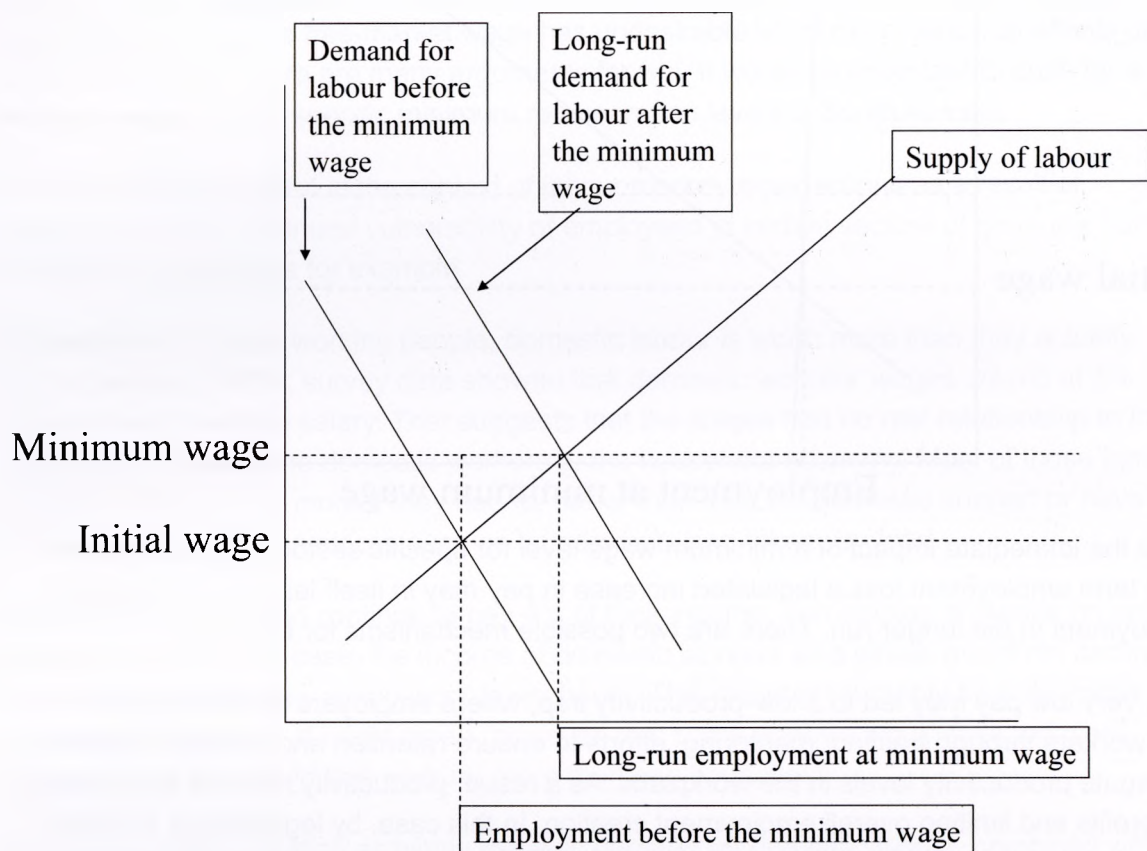 Demand for
labour before
the minimum
wage
Long-run
demand for
labour after
the minimum
wage
Supply of labour
Minimum wage
Initial wage
Long-run employment at minimum wage
Employment before the minimum wage